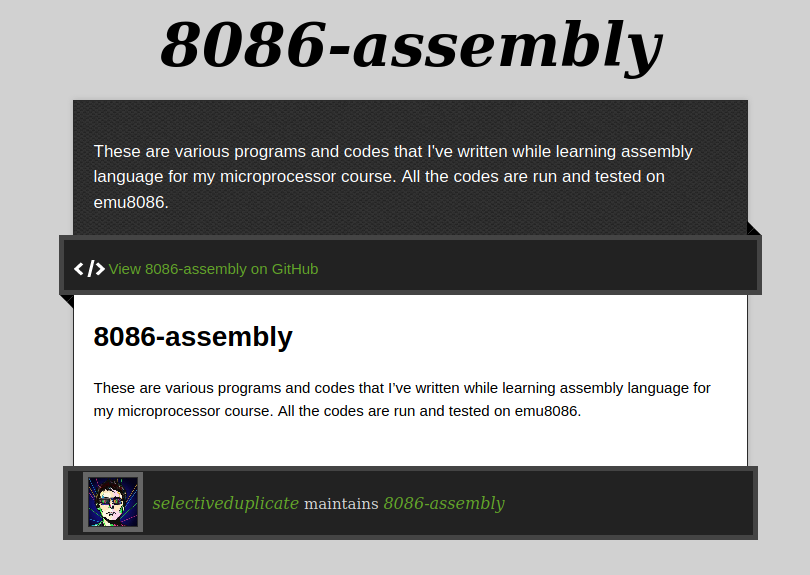 8086-assembly
These are various programs and codes that I've written while learning assembly
language for my microprocessor course. All the codes are run and tested on
emu8086.
</> View 8086-assembly on GitHub
8086-assembly
These are various programs and codes that I’ve written while learning assembly language for
my microprocessor course. All the codes are run and tested on emu8086.
selectiveduplicate maintains 8086-assembly